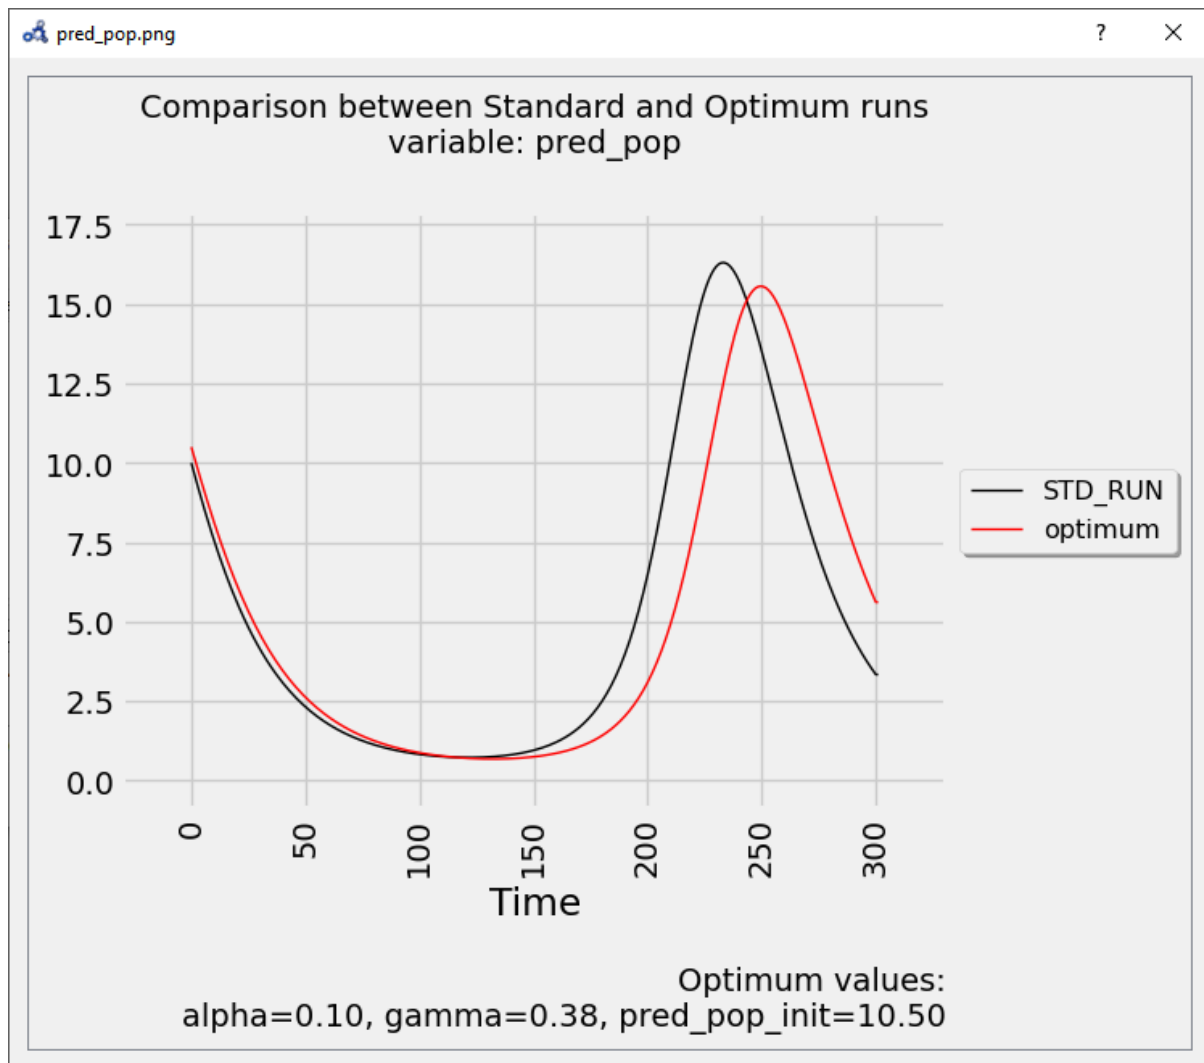 pred_pop.png
?
Comparison between Standard and Optimum runs
variable: pred_pop
17.5
15.0
12.5
10.0
7.5
5.0
2.5
0.0
0
50
100
150
200
250
300
Time
STD_RUN
optimum
Optimum values:
alpha=0.10, gamma=0.38, pred_pop_init=10.50